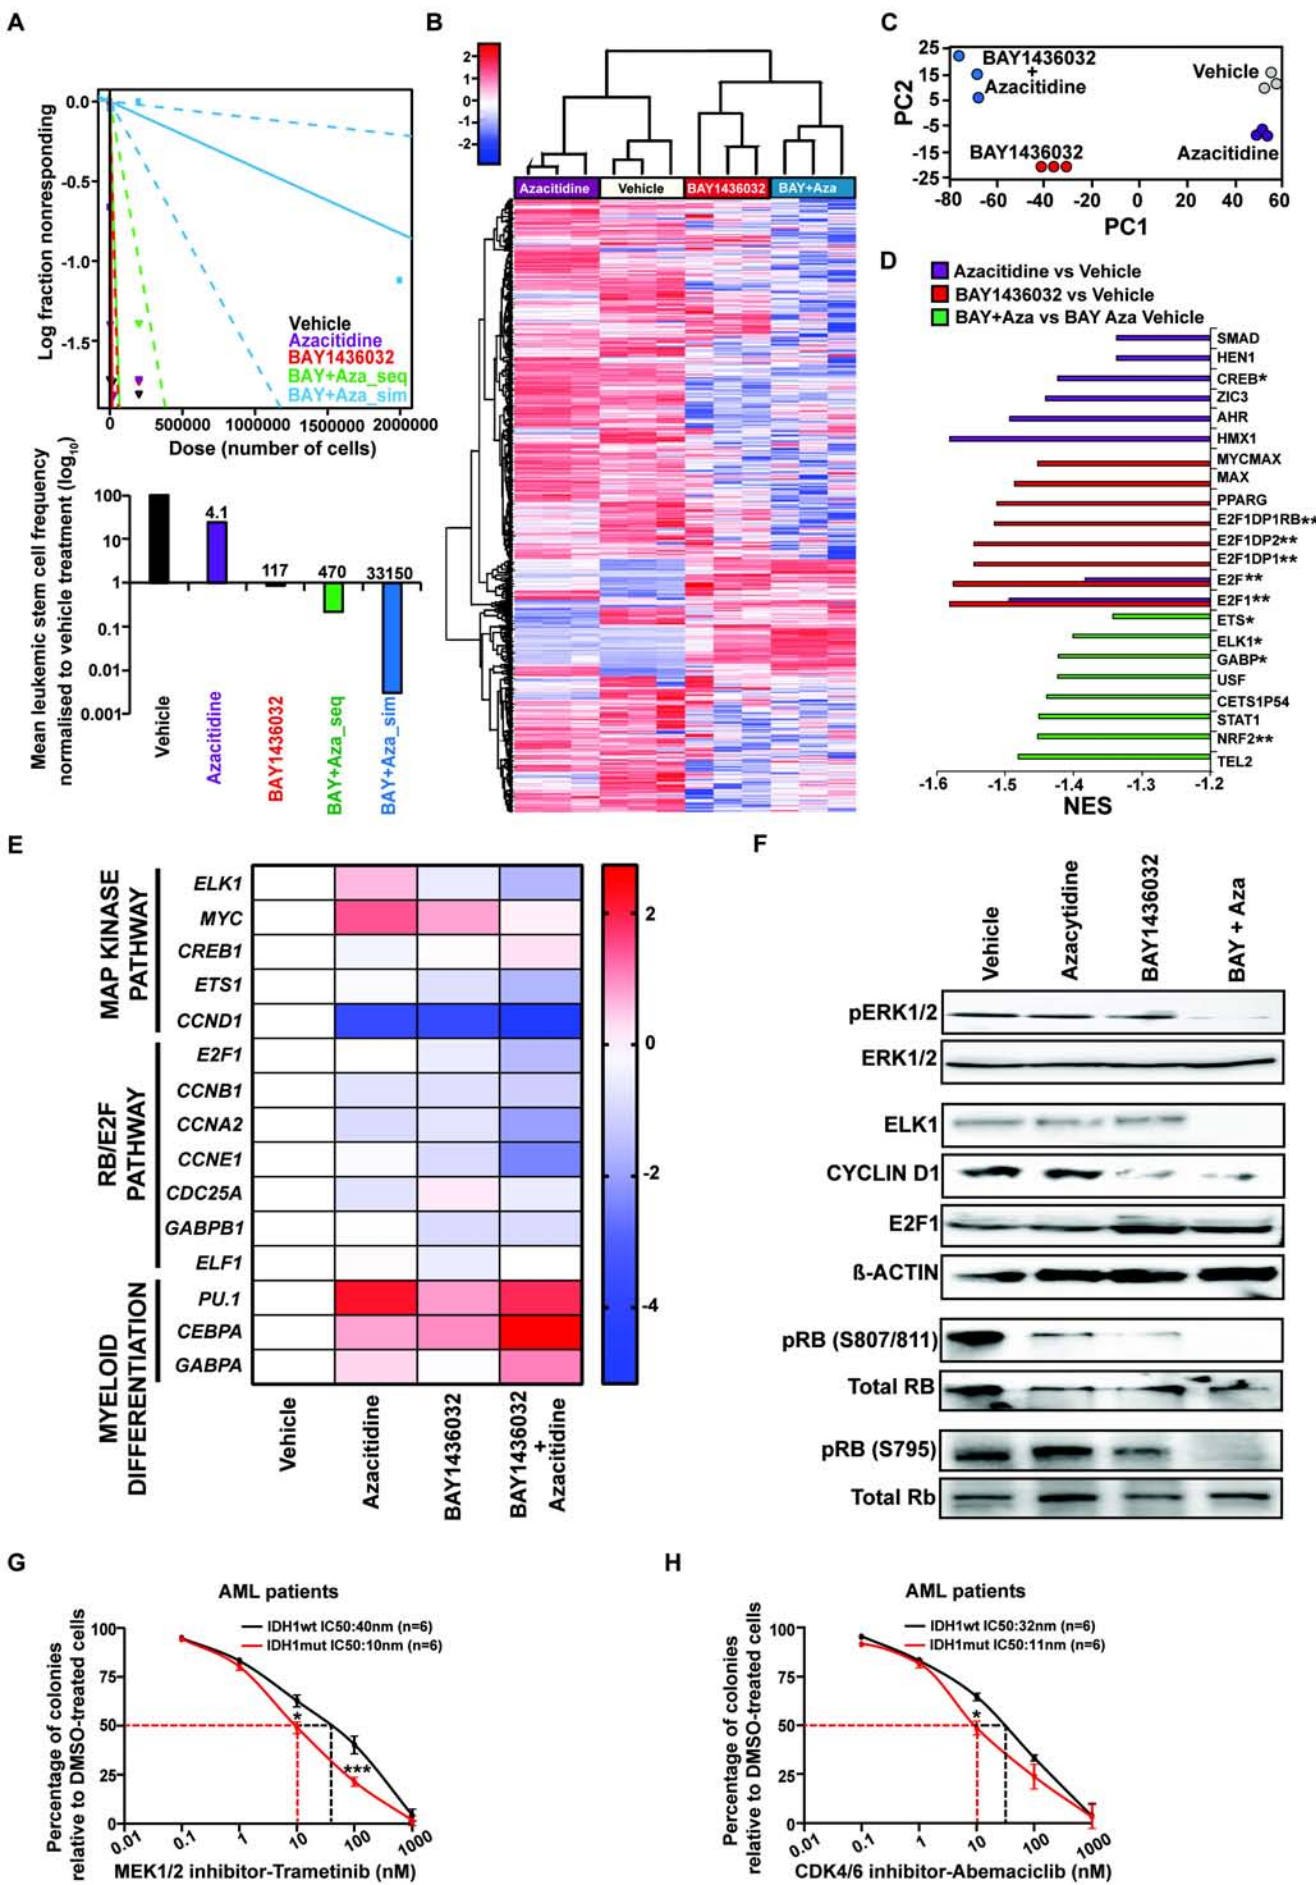 A
Log fraction nonresponding
0.0
-0.5
-1.0
-1.5
Vehicle
Azacitidine
BAY1436032
BAY+Aza_seq
BAY+Aza_sim
0
500000
1000000
1500000
2000000
Dose (number of cells)
Mean leukemic stem cell frequency
normalised to vehicle treatment (log10)
100
10
1
0.1
0.01
0.001
4.1
117
470
33150
Vehicle
Azacitidine
BAY1436032
BAY+Aza_seq
BAY+Aza_sim
B
2
1
0
-1
-2
Azacitidine
Vehicle
BAY1436032
BAY+Aza
C
PC2
25
15
5
-5
-15
-25
BAY1436032
+
Azacitidine
Vehicle
BAY1436032
Azacitidine
-80
-60
-40
-20
0
20
40
60
PC1
D
Azacitidine vs Vehicle
BAY1436032 vs Vehicle
BAY+Aza vs BAY Aza Vehicle
SMAD
HEN1
CREB*
ZIC3
AHR
HMX1
MYCMAX
MAX
PPARG
E2F1DP1RB**
E2F1DP2**
E2F1DP1**
E2F**
E2F1**
ETS*
ELK1*
GABP*
USF
CETS1P54
STAT1
NRF2**
TEL2
-1.6
-1.5
-1.4
-1.3
-1.2
-1.1
-1.2
NES
E
MAP KINASE
PATHWAY
ELK1
MYC
CREB1
ETS1
CCND1
RB/E2F
PATHWAY
E2F1
CCNB1
CCNA2
CCNE1
CDC25A
GABPB1
ELF1
MYELOID
DIFFERENTIATION
PU.1
CEBPA
GABPA
Vehicle
Azacitidine
BAY1436032
BAY1436032
+
Azacitidine
2
0
-2
-4
F
Vehicle
Azacytidine
BAY1436032
BAY + Aza
pERK1/2
ERK1/2
ELK1
CYCLIN D1
E2F1
ß-ACTIN
pRB (S807/811)
Total RB
pRB (S795)
Total Rb
G
AML patients
IDH1wt IC50:40nm (n=6)
IDH1mut IC50:10nm (n=6)
Percentage of colonies
relative to DMSO-treated cells
100
75
50
25
0
*
***
0.01
0.1
1
10
100
1000
MEK1/2 inhibitor-Trametinib (nM)
H
AML patients
IDH1wt IC50:32nm (n=6)
IDH1mut IC50:11nm (n=6)
Percentage of colonies
relative to DMSO-treated cells
100
75
50
25
0
*
0.01
0.1
1
10
100
1000
CDK4/6 inhibitor-Abemaciclib (nM)